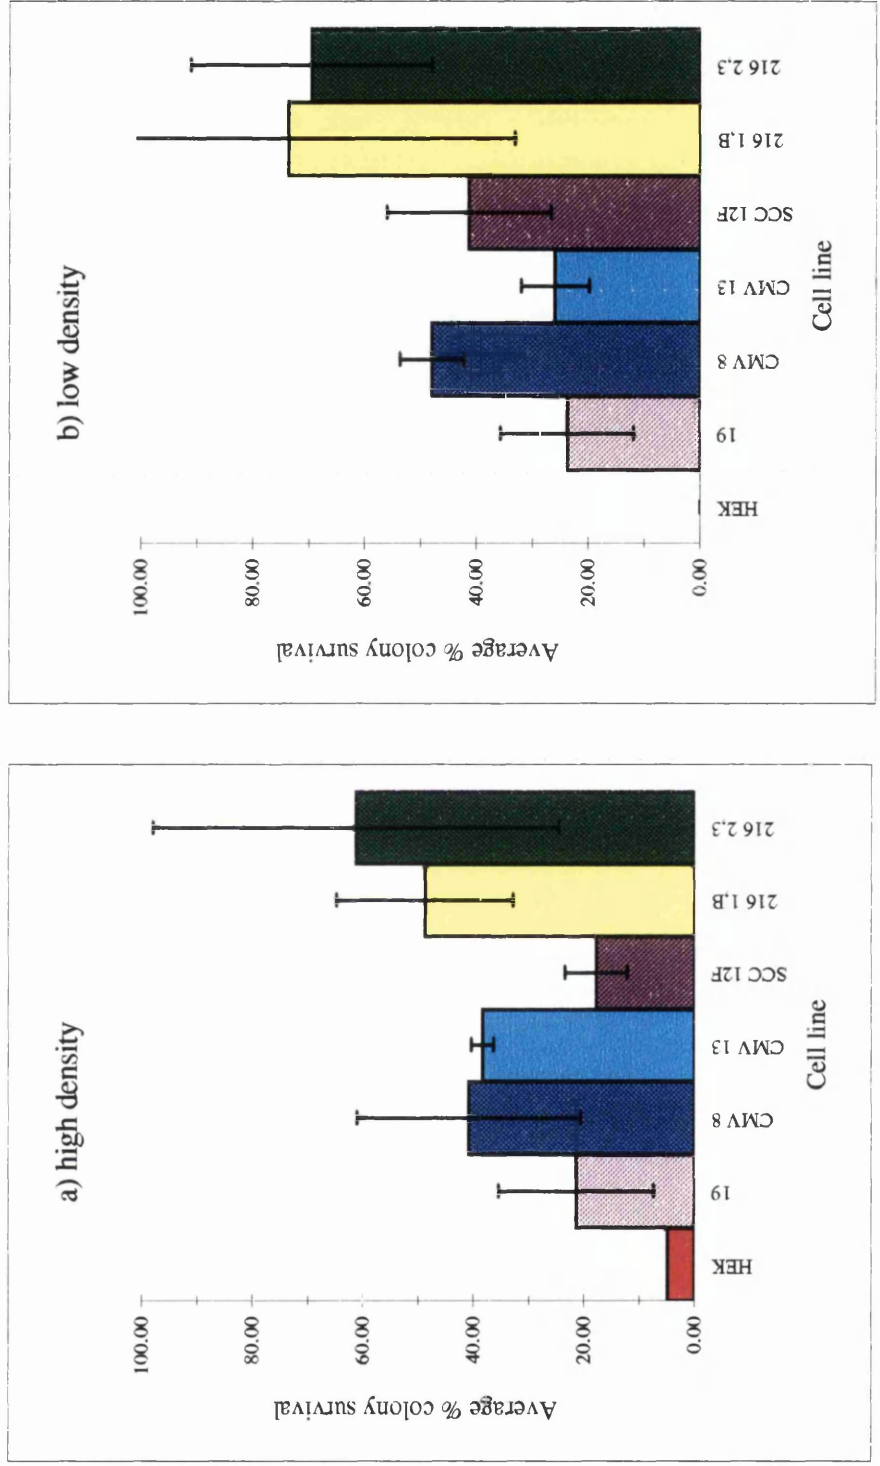 a) high density
Average % colony survival
100.00
80.00
60.00
40.00
20.00
0.00
HEK
19
CMV 8
CMV 13
SCC 12F
216 1,B
216 2,3
Cell line
b) low density
Average % colony survival
100.00
80.00
60.00
40.00
20.00
0.00
HEK
19
CMV 8
CMV 13
SCC 12F
216 1,B
216 2,3
Cell line